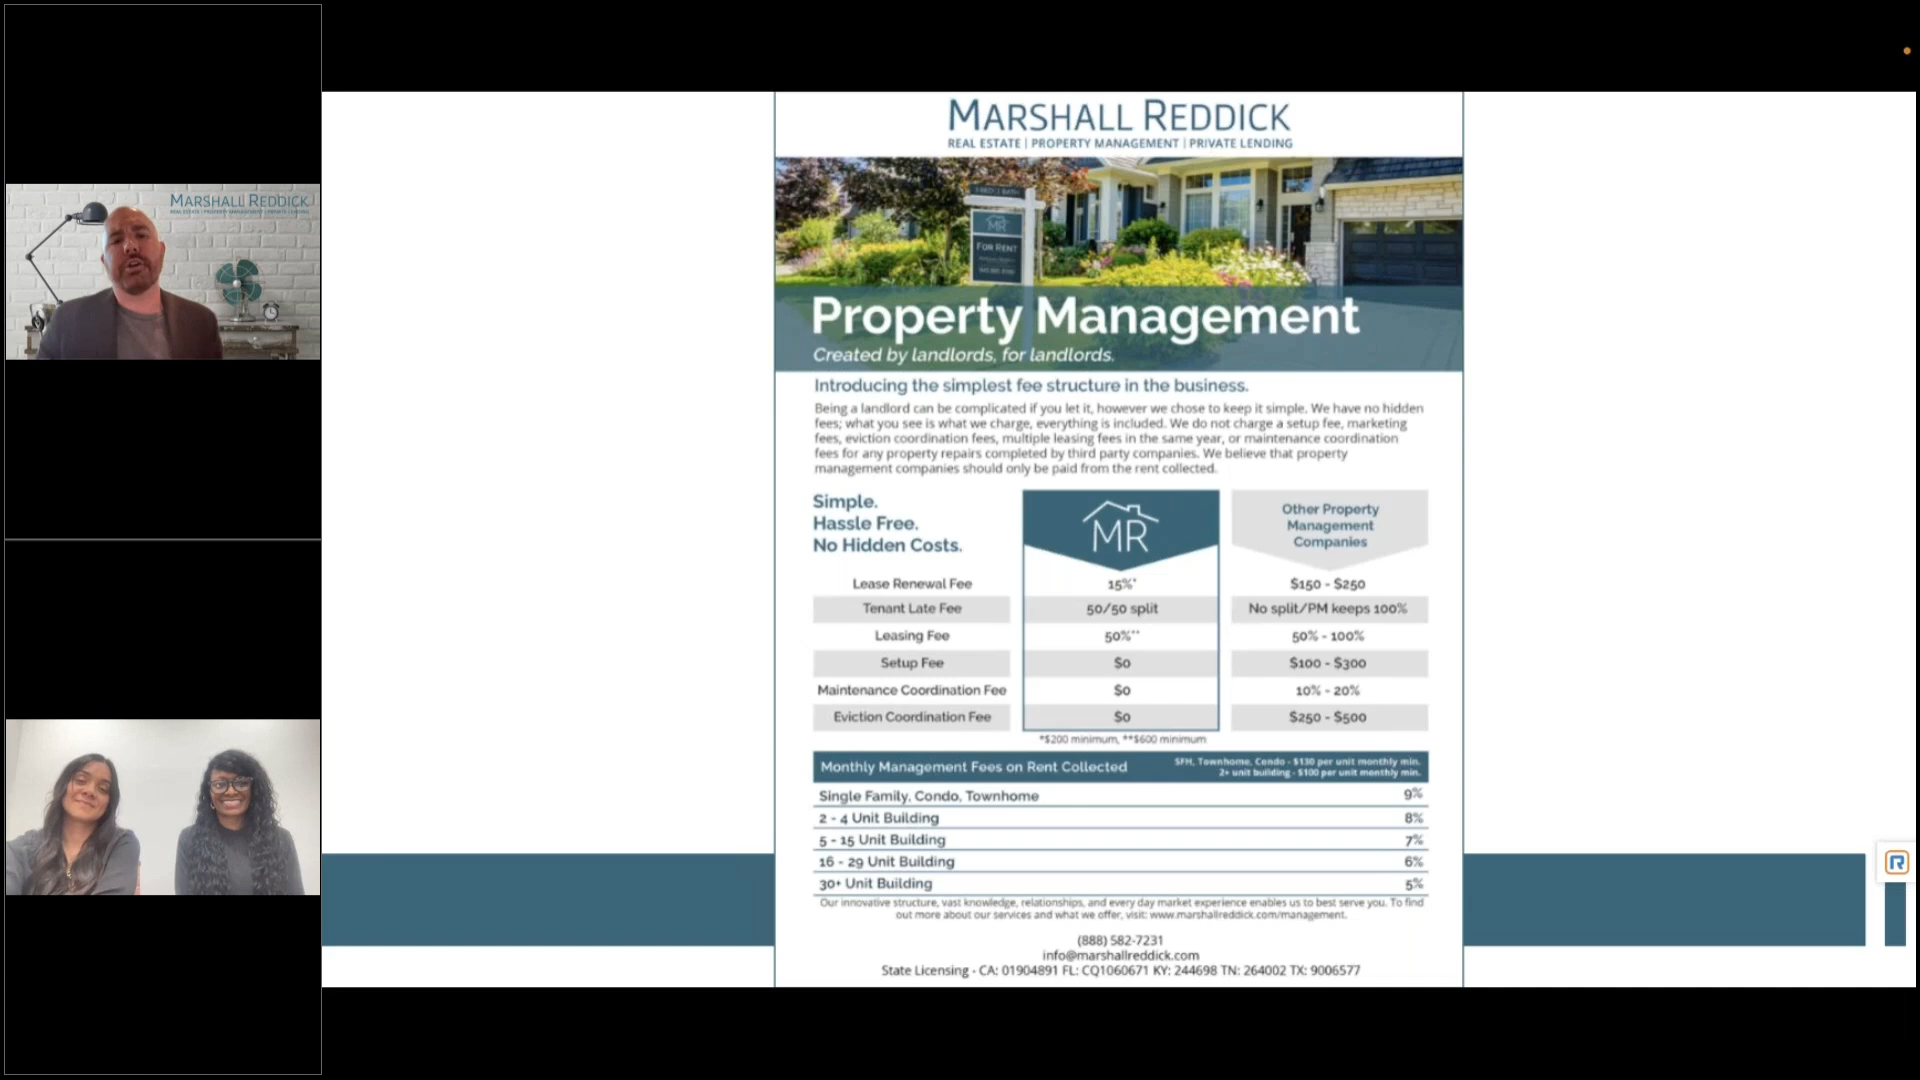 MARSHALL REDDICK
REAL ESTATE | PROPERTY MANAGEMENT | PRIVATE LENDING
MARSHALL REDDICK
REAL ESTATE | PROPERTY MANAGEMENT | PRIVATE LENDING
MR
FOR RENT
Property Management
Created by landlords, for landlords.
Introducing the simplest fee structure in the business.
Being a landlord can be complicated if you let it, however we chose to keep it simple. We have no hidden
fees; what you see is what we charge, everything is included. We do not charge a setup fee, marketing
fees, eviction coordination fees, multiple leasing fees in the same year, or maintenance coordination
fees for any property repairs completed by third party companies. We believe that property
management companies should only be paid from the rent collected.
Simple.
Hassle Free.
No Hidden Costs.
MR
Other Property
Management
Companies
Lease Renewal Fee 15%* $150 - $250
Tenant Late Fee 50/50 split No split/PM keeps 100%
Leasing Fee 50%** 50% - 100%
Setup Fee $0 $100 - $300
Maintenance Coordination Fee $0 10% - 20%
Eviction Coordination Fee $0 $250 - $500
*$200 minimum, **$600 minimum
Monthly Management Fees on Rent Collected
SFH, Townhome, Condo - $130 per unit monthly min.
2+ unit building - $100 per unit monthly min.
Single Family, Condo, Townhome 9%
2 - 4 Unit Building 8%
5 - 15 Unit Building 7%
16 - 29 Unit Building 6%
30+ Unit Building 5%
Our innovative structure, vast knowledge, relationships, and every day market experience enables us to best serve you. To find
out more about our services and what we offer, visit: www.marshallreddick.com/management.
(888) 582-7231
info@marshallreddick.com
State Licensing - CA: 01904891 FL: CQ1060671 KY: 244698 TN: 264002 TX: 9006577
R